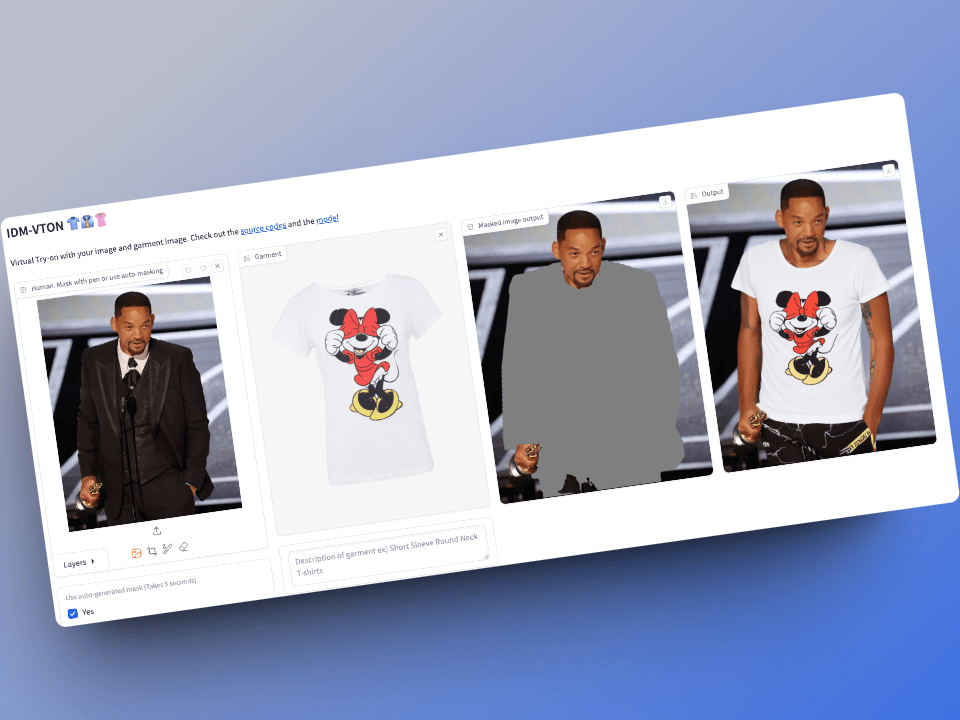 IDM-VTON 👕👔👚
Virtual Try-on with your image and garment image. Check out the source codes and the model
Human. Mask with pen or use auto-masking
Garment
Masked image output
Output
Layers
Description of garment ex) Short Sleeve Round Neck
T-shirts
Use auto-generated mask (Takes 5 seconds)
Yes